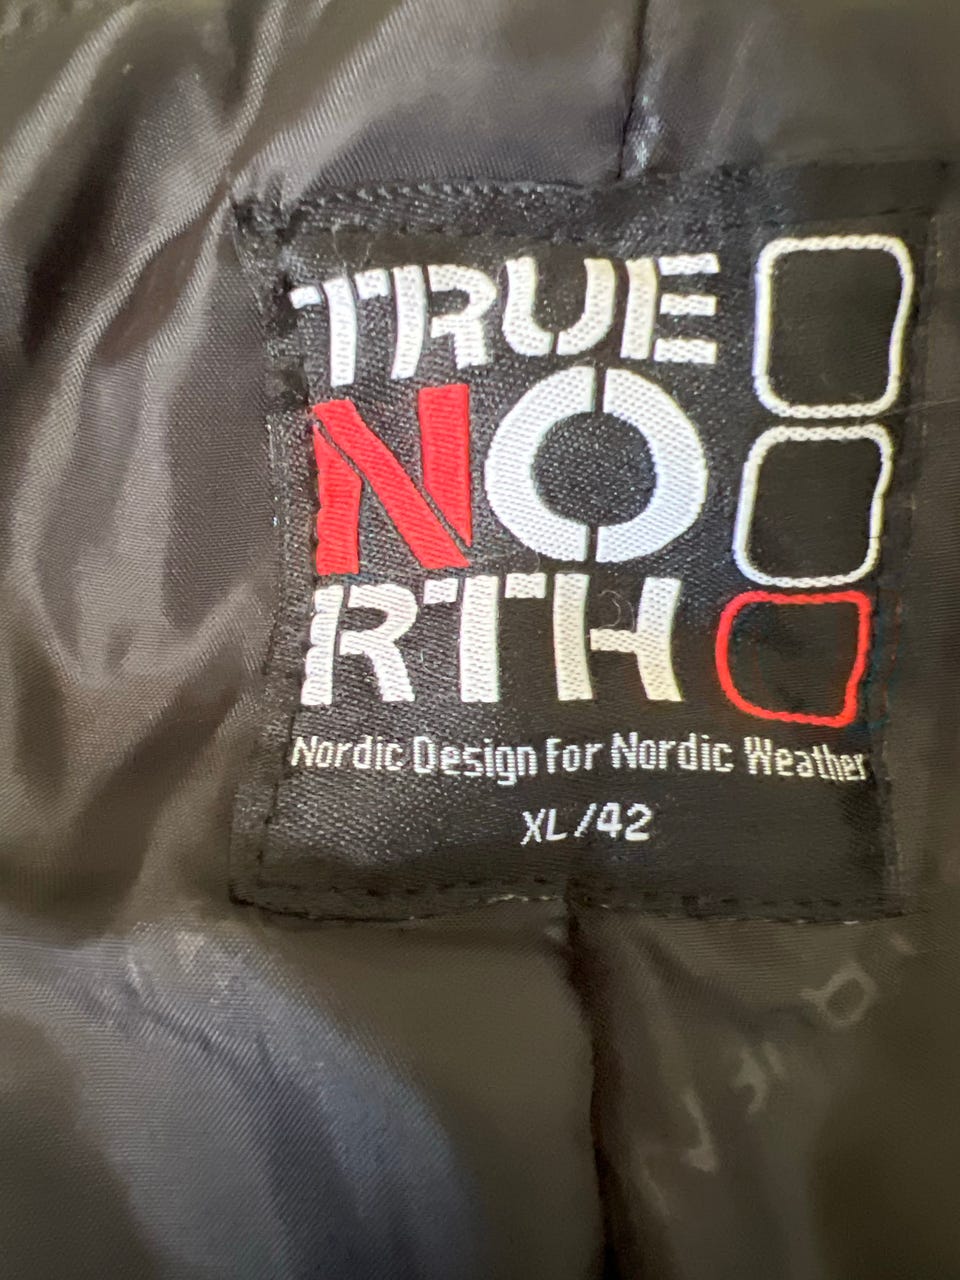 TRUE
NO
RTH
Nordic Design for Nordic Weather
XL/42